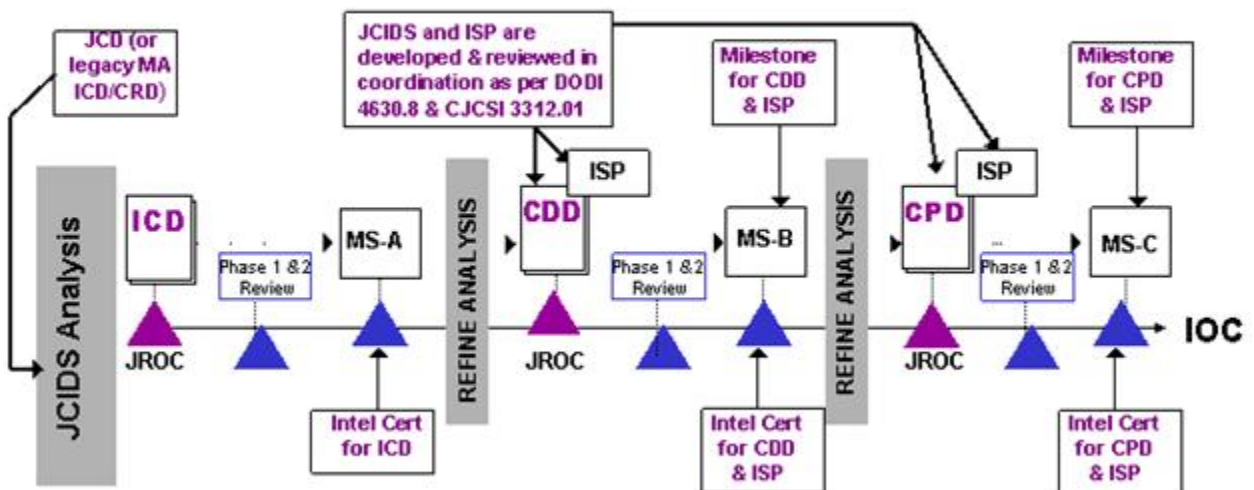 JCD (or
legacy MA
ICD/CRD)
JCIDS and ISP are
developed & reviewed in
coordination as per DODI
4630.8 & CJCSI 3312.01
Milestone
for CDD
& ISP
Milestone
for CPD
& ISP
JCIDS Analysis
ICD
MS-A
REFINE ANALYSIS
CDD
ISP
MS-B
REFINE ANALYSIS
CPD
ISP
MS-C
Phase 1 &2
Review
Phase 1 &2
Review
Phase 1 &2
Review
JROC
JROC
JROC
IOC
Intel Cert
for ICD
Intel Cert
for CDD
& ISP
Intel Cert
for CPD
& ISP